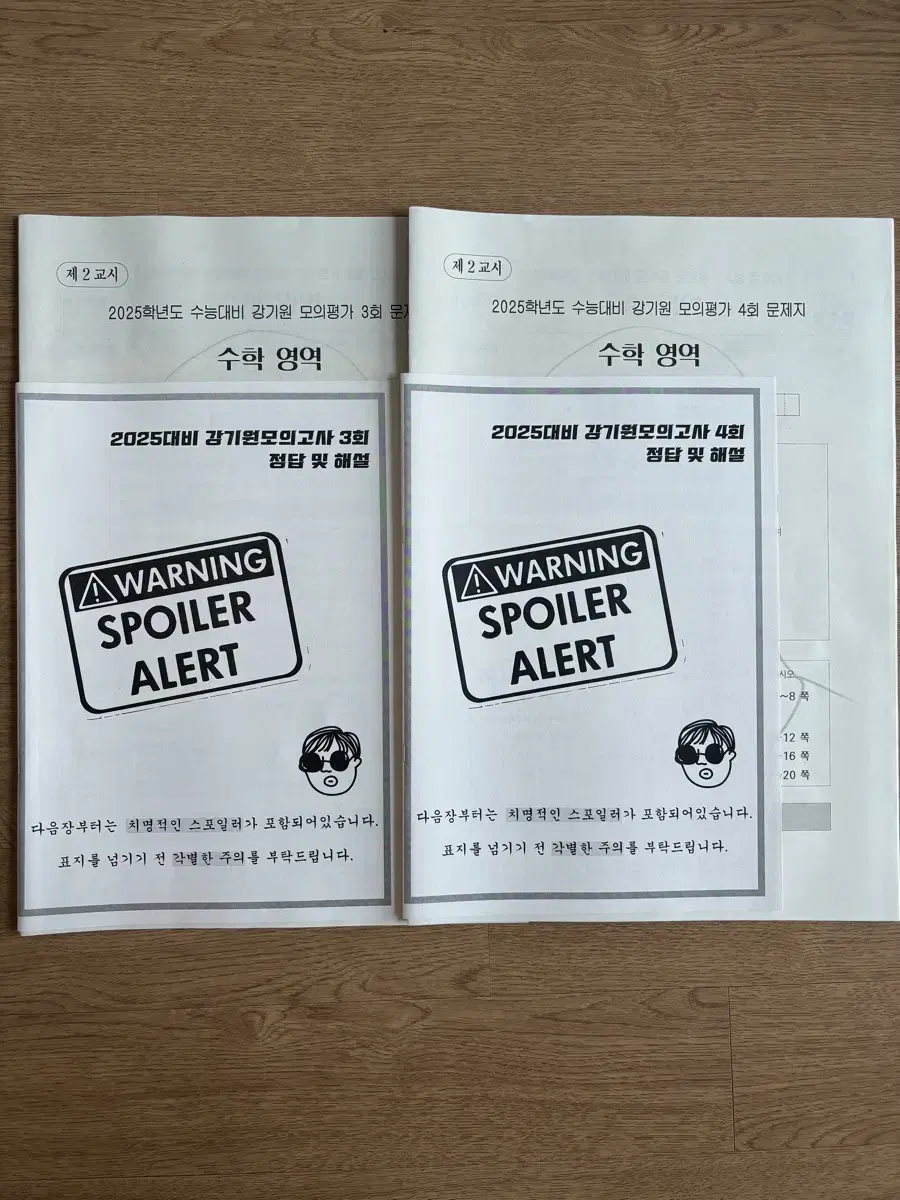 제 2 교시
2025학년도 수능대비 강기원 모의평가 3회 문제
수학 영역
2025대비 강기원모의고사 3회
정답 및 해설
WARNING
SPOILER
ALERT
다음장부터는 치명적인 스포일러가 포함되어있습니다.
표지를 넘기기 전 각별한 주의를 부탁드립니다.
제 2 교시
2025학년도 수능대비 강기원 모의평가 4회 문제지
수학 영역
2025대비 강기원모의고사 4회
정답 및 해설
WARNING
SPOILER
ALERT
다음장부터는 치명적인 스포일러가 포함되어있습니다.
표지를 넘기기 전 각별한 주의를 부탁드립니다.
시오.
~8 쪽
12 쪽
16 쪽
20 쪽